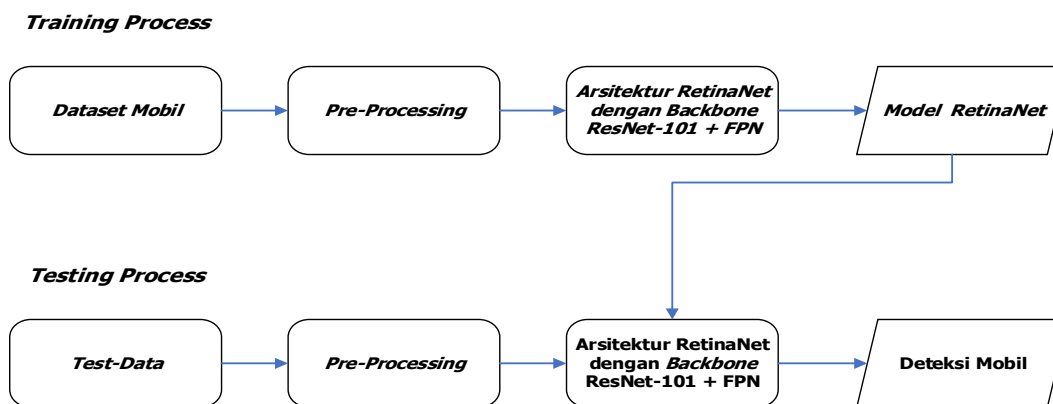 Training Process
Dataset Mobil
Pre-Processing
Arsitektur RetinaNet
dengan Backbone
ResNet-101 + FPN
Model RetinaNet
Testing Process
Test-Data
Pre-Processing
Arsitektur RetinaNet
dengan Backbone
ResNet-101 + FPN
Deteksi Mobil